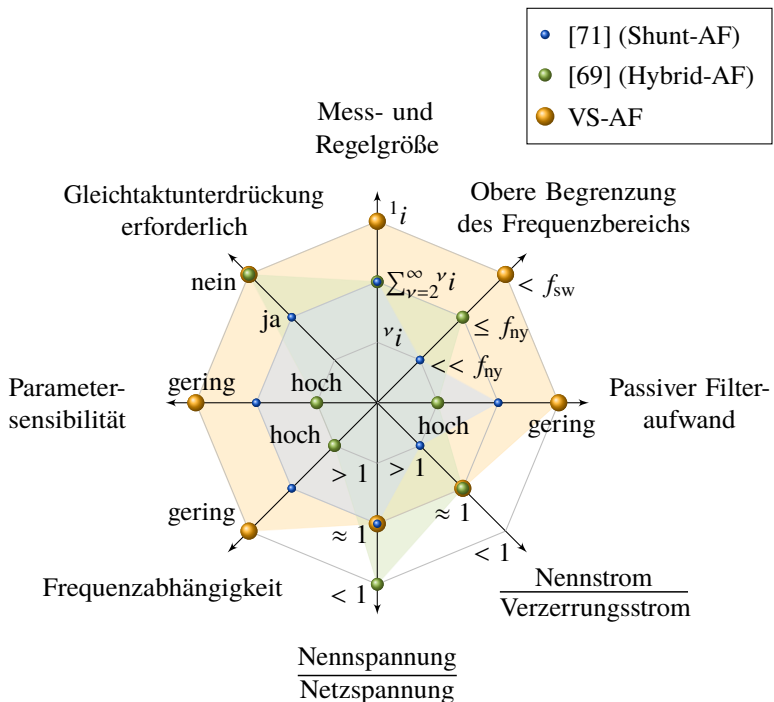 [71] (Shunt-AF)
[69] (Hybrid-AF)
VS-AF
Mess- und
Regelgröße
Gleichtaktunterdrückung
erforderlich
Obere Begrenzung
des Frequenzbereichs
¹i
nein
< f_sw
∑_{ν=2}^{∞} ^ν i
ja
≤ f_ny
^ν i
<< f_ny
Parameter-
sensibilität
gering
hoch
hoch
gering
Passiver Filter-
aufwand
hoch
> 1
> 1
gering
≈ 1
≈ 1
< 1
< 1
Frequenzabhängigkeit
Nennstrom
Verzerrungsstrom
Nennspannung
Netzspannung